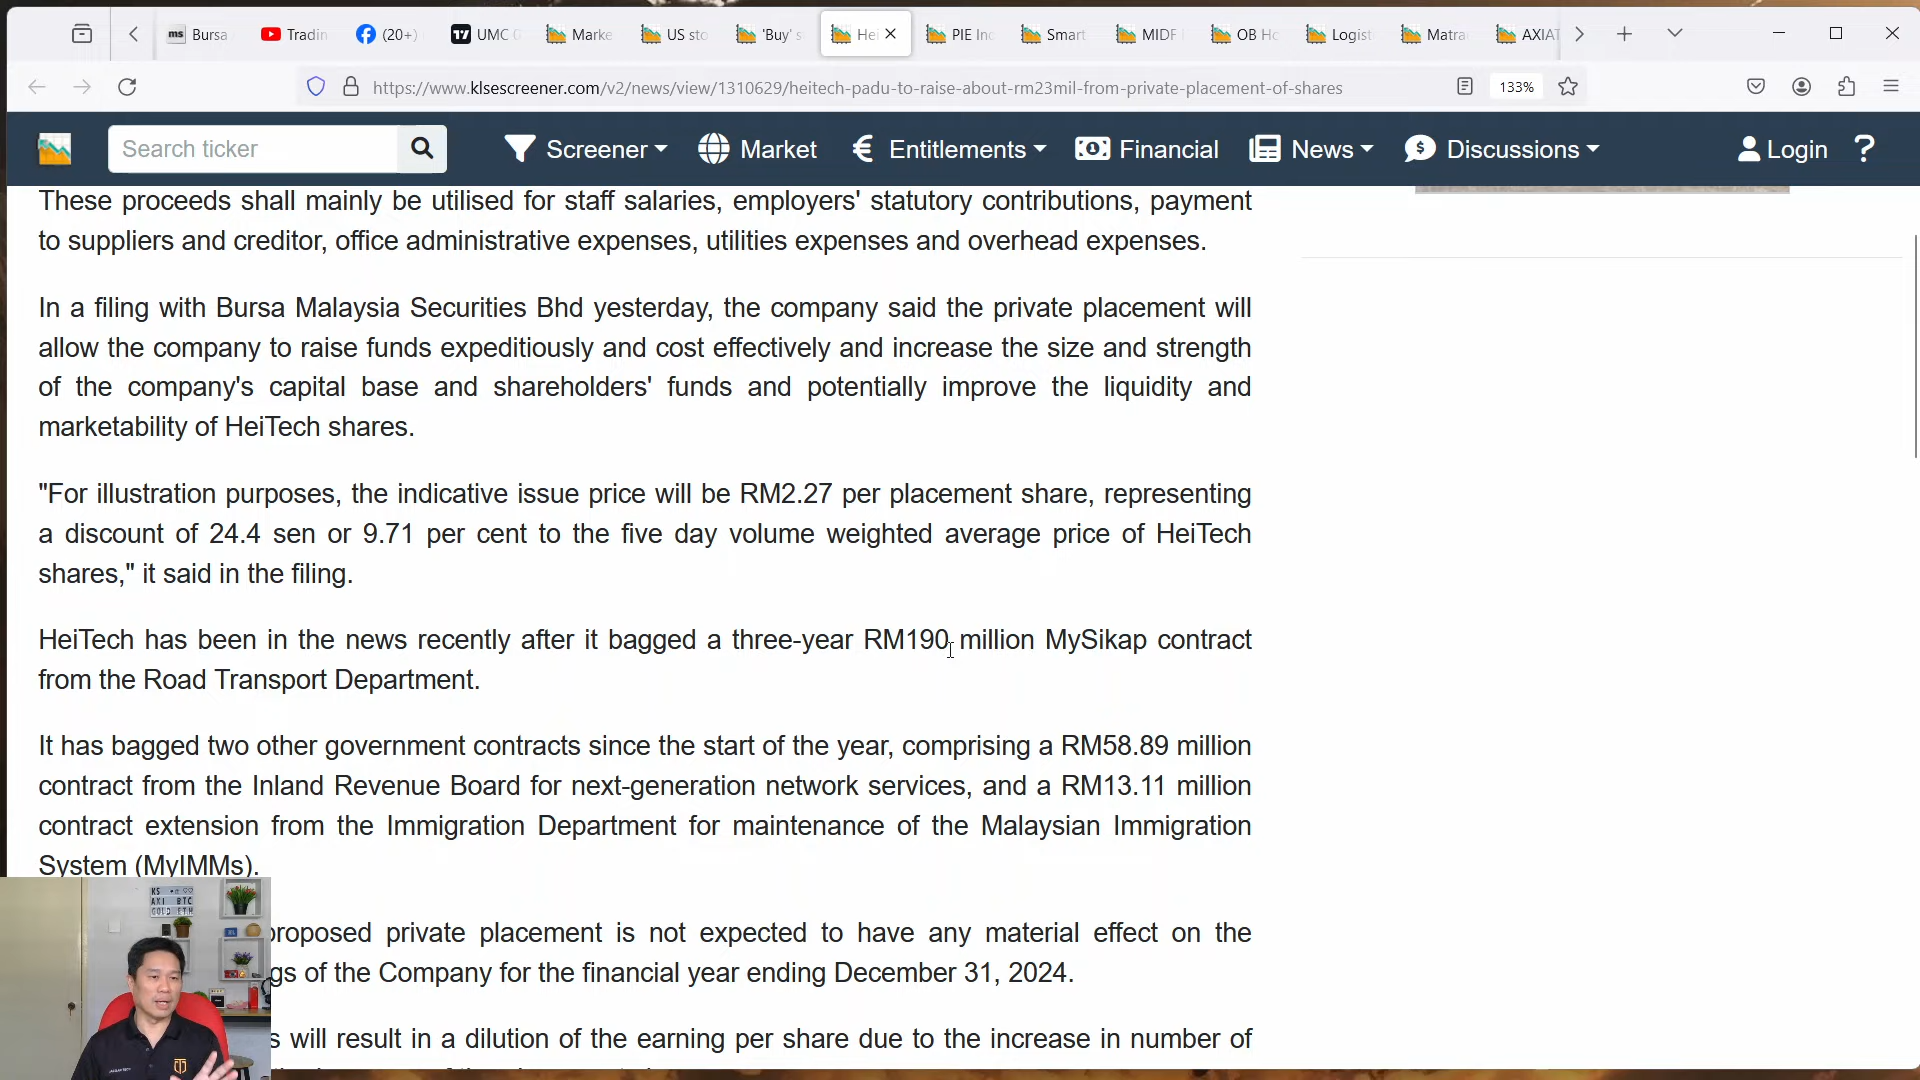 Bursa
Tradin
(20+)
UMC
Marke
US sto
'Buy' s
Hei
PIE In
Smart
MIDF
OB Ho
Logist
Matra
AXIAT
https://www.klsescreener.com/v2/news/view/1310629/heitech-padu-to-raise-about-rm23mil-from-private-placement-of-shares
133%
Search ticker
Screener
Market
Entitlements
Financial
News
Discussions
Login
?
These proceeds shall mainly be utilised for staff salaries, employers' statutory contributions, payment
to suppliers and creditor, office administrative expenses, utilities expenses and overhead expenses.
In a filing with Bursa Malaysia Securities Bhd yesterday, the company said the private placement will
allow the company to raise funds expeditiously and cost effectively and increase the size and strength
of the company's capital base and shareholders' funds and potentially improve the liquidity and
marketability of HeiTech shares.
"For illustration purposes, the indicative issue price will be RM2.27 per placement share, representing
a discount of 24.4 sen or 9.71 per cent to the five day volume weighted average price of HeiTech
shares," it said in the filing.
HeiTech has been in the news recently after it bagged a three-year RM190 million MySikap contract
from the Road Transport Department.
It has bagged two other government contracts since the start of the year, comprising a RM58.89 million
contract from the Inland Revenue Board for next-generation network services, and a RM13.11 million
contract extension from the Immigration Department for maintenance of the Malaysian Immigration
System (MyIMMs).
proposed private placement is not expected to have any material effect on the
gs of the Company for the financial year ending December 31, 2024.
s will result in a dilution of the earning per share due to the increase in number of
KS
AXI BTC
GOLD ETH